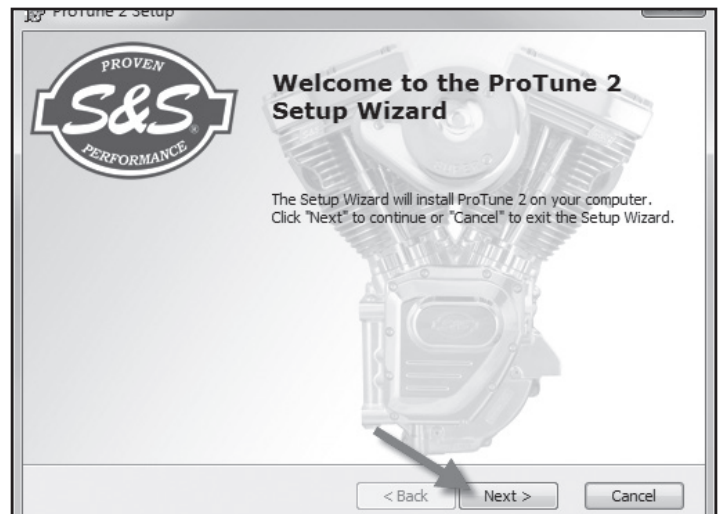 ProTune 2 Setup
PROVEN
S&S®
PERFORMANCE
Welcome to the ProTune 2
Setup Wizard
The Setup Wizard will install ProTune 2 on your computer.
Click "Next" to continue or "Cancel" to exit the Setup Wizard.
< Back
Next >
Cancel